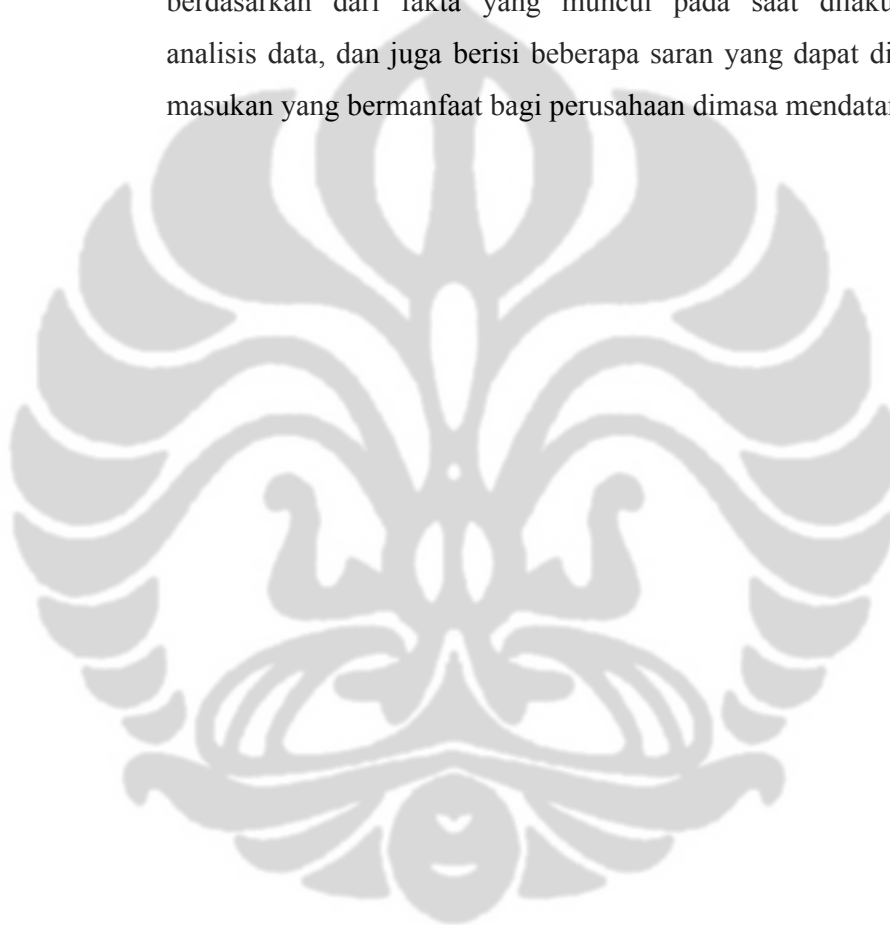 berdasarkan dari fakta yang muncul pada saat
analisis data, dan juga berisi beberapa saran yang dapat
masukan yang bermanfaat bagi perusahaan dimasa